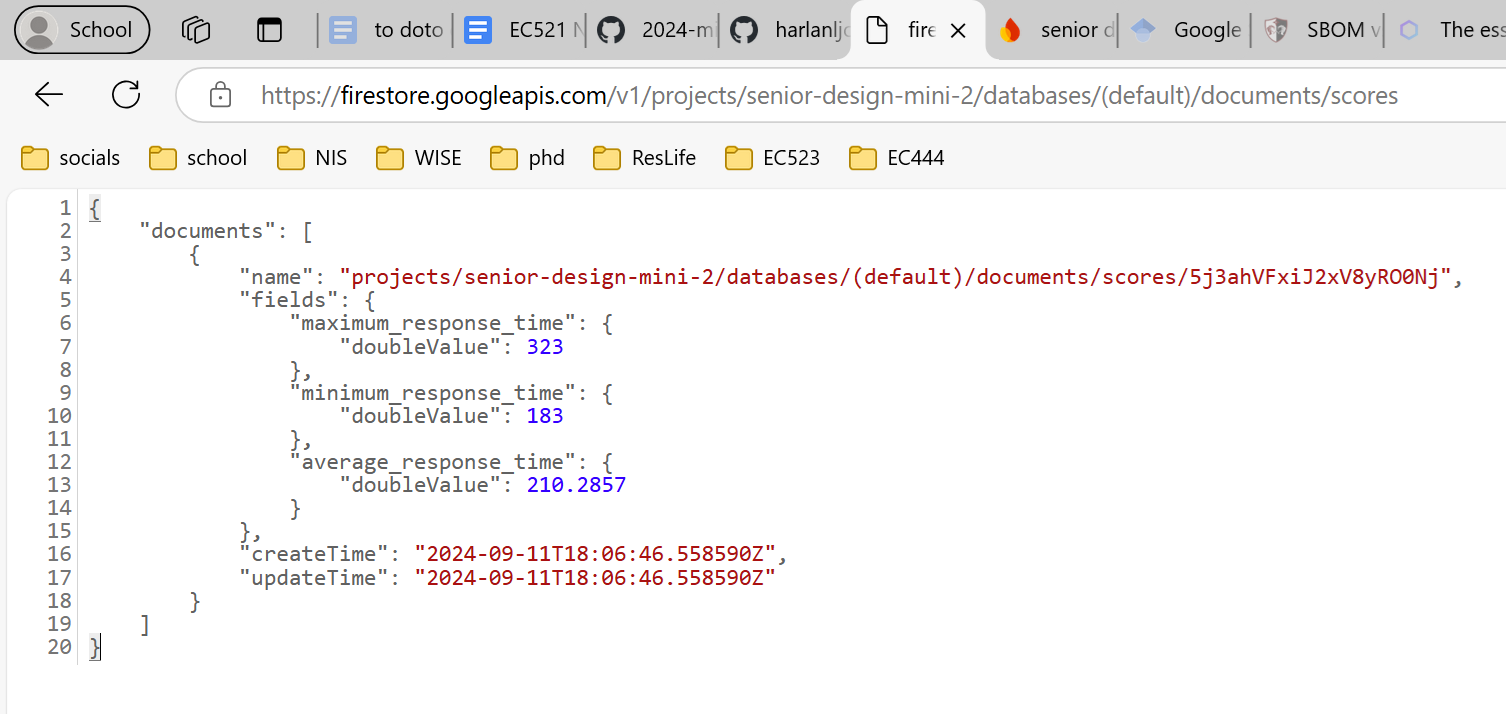 School
to doto
EC521 N
2024-mi
harlanljo
fire
senior d
Google
SBOM v
The ess
https://firestore.googleapis.com/v1/projects/senior-design-mini-2/databases/(default)/documents/scores
socials
school
NIS
WISE
phd
ResLife
EC523
EC444
1 {
2 "documents": [
3 {
4 "name": "projects/senior-design-mini-2/databases/(default)/documents/scores/5j3ahVFxiJ2xV8yRO0Nj",
5 "fields": {
6 "maximum_response_time": {
7 "doubleValue": 323
8 },
9 "minimum_response_time": {
10 "doubleValue": 183
11 },
12 "average_response_time": {
13 "doubleValue": 210.2857
14 }
15 },
16 "createTime": "2024-09-11T18:06:46.558590Z",
17 "updateTime": "2024-09-11T18:06:46.558590Z"
18 }
19 ]
20 }